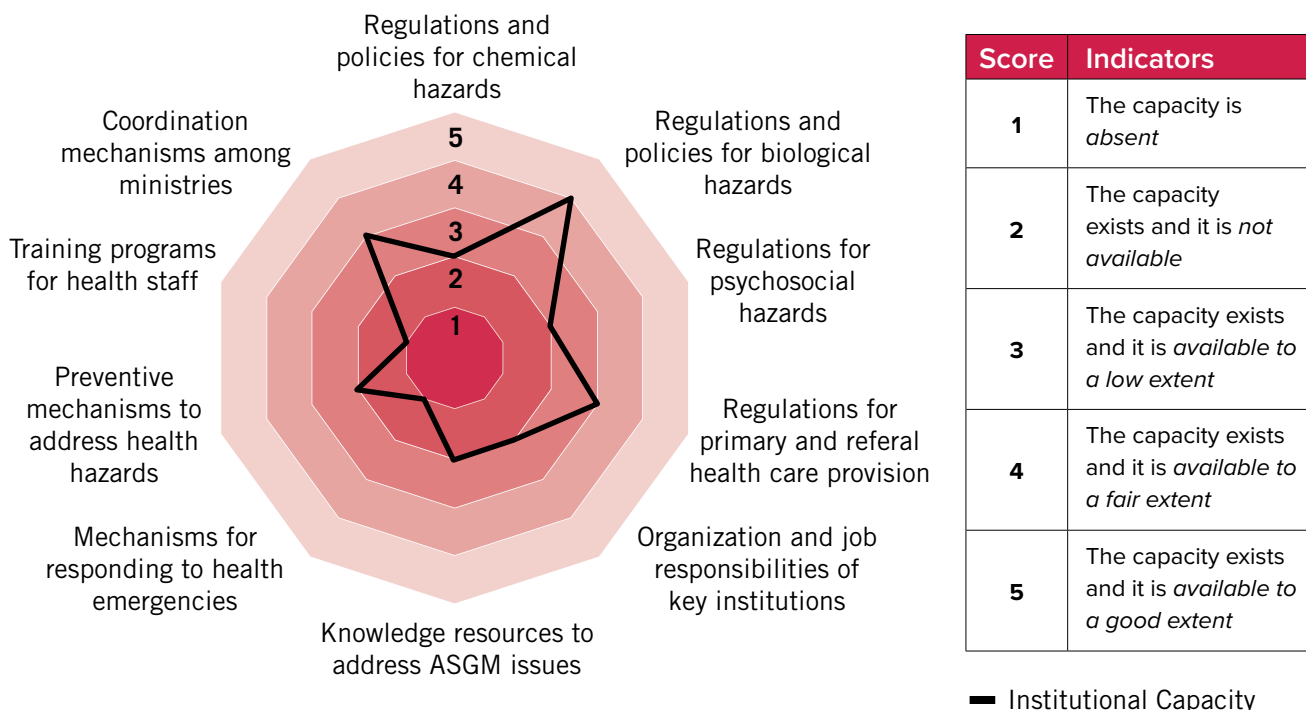 Regulations and
policies for chemical
hazards
Regulations and
policies for biological
hazards
Regulations for
psychosocial
hazards
Regulations for
primary and referal
health care provision
Organization and job
responsibilities of
key institutions
Knowledge resources to
address ASGM issues
Mechanisms for
responding to health
emergencies
Preventive
mechanisms to
address health
hazards
Training programs
for health staff
Coordination
mechanisms among
ministries
5
4
3
2
1
Score Indicators
1 The capacity is
absent
2 The capacity
exists and it is not
available
3 The capacity exists
and it is available to
a low extent
4 The capacity exists
and it is available to
a fair extent
5 The capacity exists
and it is available to
a good extent
Institutional Capacity